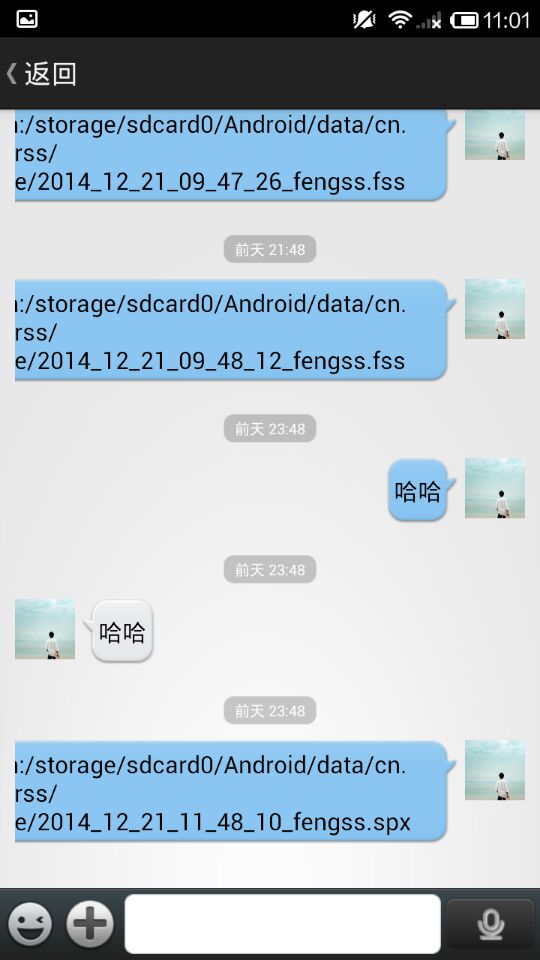 11:01
返回
:/storage/sdcard0/Android/data/cn.
rss/
e/2014_12_21_09_47_26_fengss.fss
前天 21:48
:/storage/sdcard0/Android/data/cn.
rss/
e/2014_12_21_09_48_12_fengss.fss
前天 23:48
哈哈
前天 23:48
哈哈
前天 23:48
:/storage/sdcard0/Android/data/cn.
rss/
e/2014_12_21_11_48_10_fengss.spx